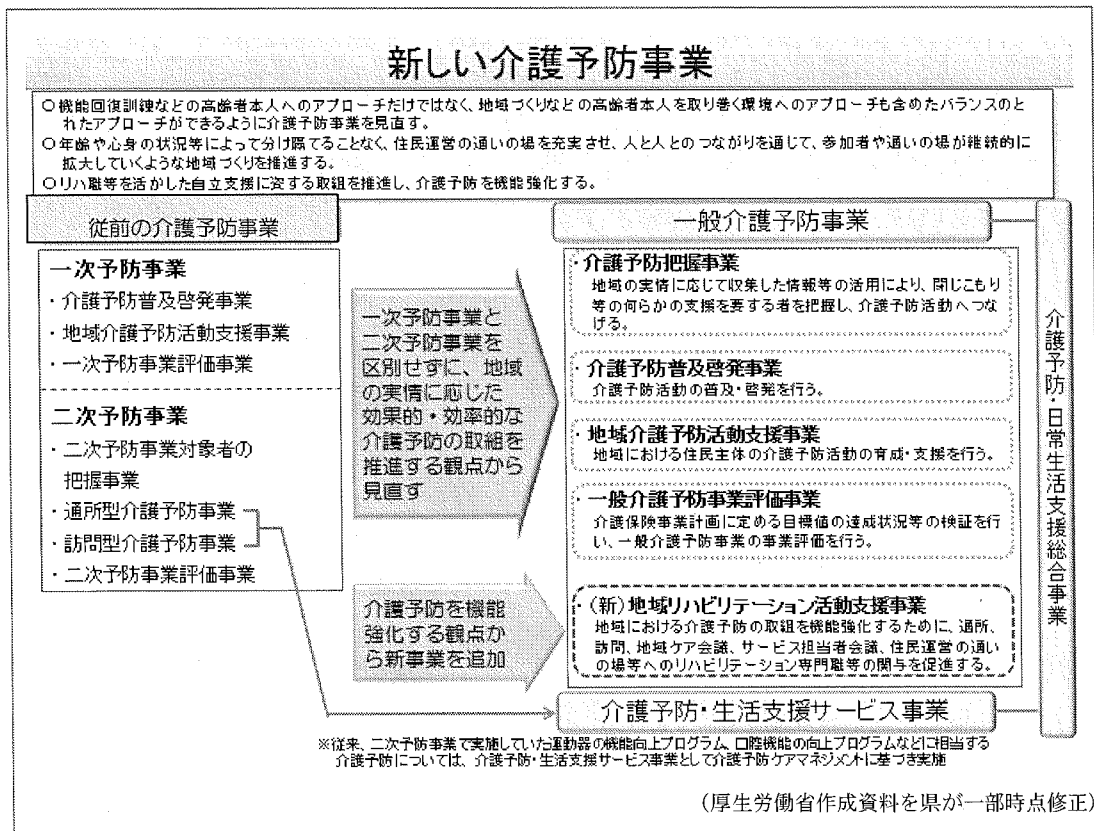 新しい介護予防事業
○機能回復訓練などの高齢者本人へのアプローチだけではなく、地域づくりなどの高齢者本人を取り巻く環境へのアプローチも含めたバランスのと
れたアプローチができるように介護予防事業を見直す。
○年齢や心身の状況等によって分け隔てることなく、住民運営の通いの場を充実させ、人と人とのつながりを通じて、参加者や通いの場が継続的に
拡大していくような地域づくりを推進する。
○リハ職等を活かした自立支援に資する取組を推進し、介護予防を機能強化する。
従前の介護予防事業
一次予防事業
・介護予防普及啓発事業
・地域介護予防活動支援事業
・一次予防事業評価事業
二次予防事業
・二次予防事業対象者の
把握事業
・通所型介護予防事業
・訪問型介護予防事業
・二次予防事業評価事業
一次予防事業と
二次予防事業を
区別せずに、地域
の実情に応じた
効果的・効率的な
介護予防の取組を
推進する観点から
見直す
介護予防を機能
強化する観点か
ら新事業を追加
一般介護予防事業
・介護予防把握事業
地域の実情に応じて収集した情報等の活用により、閉じこもり
等の何らかの支援を要する者を把握し、介護予防活動へつな
げる。
・介護予防普及啓発事業
介護予防活動の普及・啓発を行う。
・地域介護予防活動支援事業
地域における住民主体の介護予防活動の育成・支援を行う。
・一般介護予防事業評価事業
介護保険事業計画に定める目標値の達成状況等の検証を行
い、一般介護予防事業の事業評価を行う。
・(新)地域リハビリテーション活動支援事業
地域における介護予防の取組を機能強化するために、通所、
訪問、地域ケア会議、サービス担当者会議、住民運営の通い
の場等へのリハビリテーション専門職等の関与を促進する。
介護予防・生活支援サービス事業
介護予防・日常生活支援総合事業
※従来、二次予防事業で実施していた運動器の機能向上プログラム、口腔機能の向上プログラムなどに相当する
介護予防については、介護予防・生活支援サービス事業として介護予防ケアマネジメントに基づき実施
(厚生労働省作成資料を県が一部時点修正)